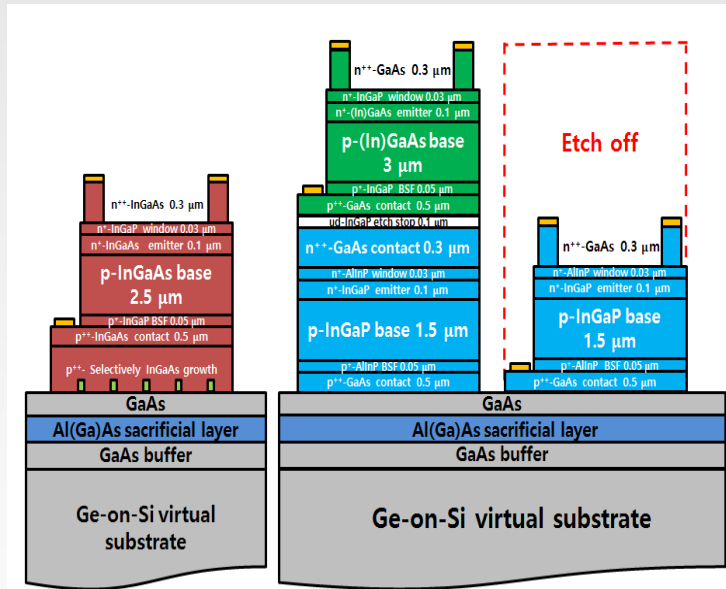 n⁺⁺-InGaAs 0.3 μm
n⁺-InGaP window 0.03 μm
n⁺-InGaAs emitter 0.1 μm
p-InGaAs base
2.5 μm
p⁺-InGaP BSF 0.05 μm
p⁺⁺-InGaAs contact 0.5 μm
p⁺⁺- Selectively InGaAs growth
GaAs
Al(Ga)As sacrificial layer
GaAs buffer
Ge-on-Si virtual
substrate
n⁺⁺-GaAs 0.3 μm
n⁺-InGaP window 0.03 μm
n⁺-(In)GaAs emitter 0.1 μm
p-(In)GaAs base
3 μm
p⁺-InGaP BSF 0.05 μm
p⁺⁺-GaAs contact 0.5 μm
ud-InGaP etch stop 0.1 μm
n⁺⁺-GaAs contact 0.3 μm
n⁺-AlInP window 0.03 μm
n⁺-InGaP emitter 0.1 μm
p-InGaP base 1.5 μm
p⁺-AlInP BSF 0.05 μm
p⁺⁺-GaAs contact 0.5 μm
Etch off
n⁺⁺-GaAs 0.3 μm
n⁺-AlInP window 0.03 μm
n⁺-InGaP emitter 0.1 μm
p-InGaP base
1.5 μm
p⁺-AlInP BSF 0.05 μm
p⁺⁺-GaAs contact 0.5 μm
GaAs
Al(Ga)As sacrificial layer
GaAs buffer
Ge-on-Si virtual substrate